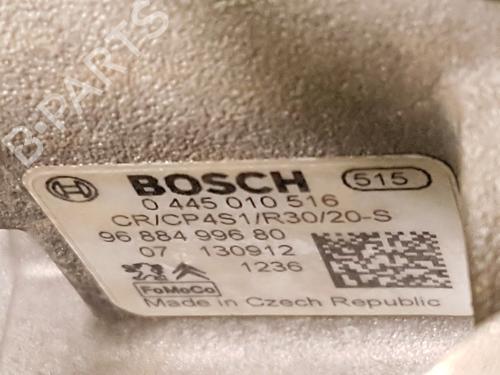 B-PARTS
BOSCH 515
0 445 010 516
CR/CP4S1/R30/20-S
96 884 996 80
07 130912
1236
FoMoCo
Made in Czech Republic